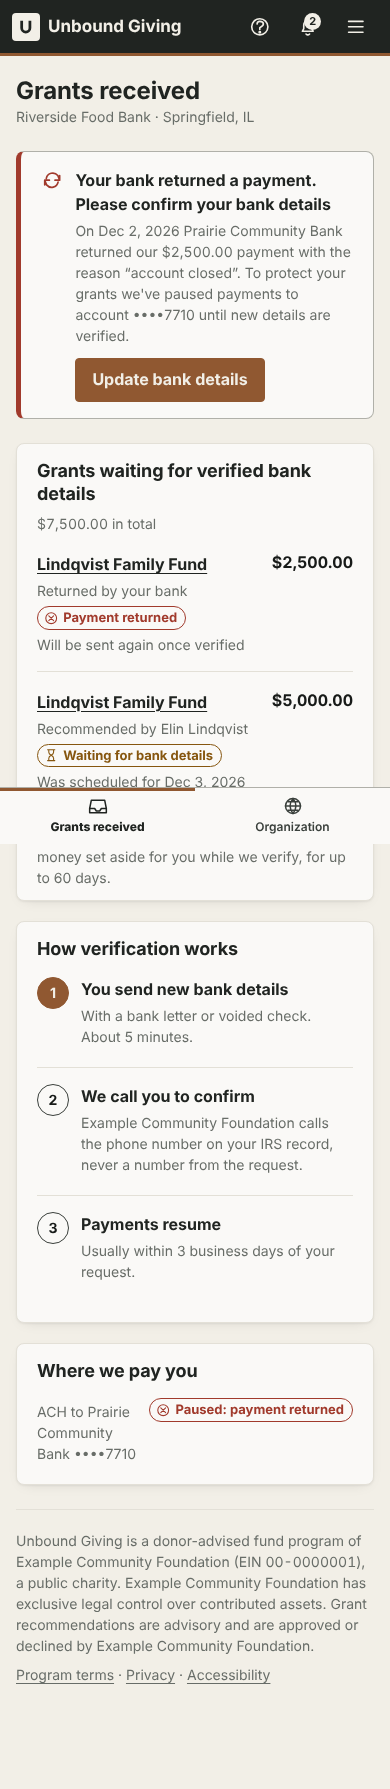 U Unbound Giving 2
Grants received
Riverside Food Bank · Springfield, IL
Your bank returned a payment.
Please confirm your bank details
On Dec 2, 2026 Prairie Community Bank
returned our $2,500.00 payment with the
reason “account closed”. To protect your
grants we've paused payments to
account ••••7710 until new details are
verified.
Update bank details
Grants waiting for verified bank
details
$7,500.00 in total
Lindqvist Family Fund $2,500.00
Returned by your bank
Payment returned
Will be sent again once verified
Lindqvist Family Fund $5,000.00
Recommended by Elin Lindqvist
Waiting for bank details
Was scheduled for Dec 3, 2026
Grants received Organization
money set aside for you while we verify, for up
to 60 days.
How verification works
1 You send new bank details
With a bank letter or voided check.
About 5 minutes.
2 We call you to confirm
Example Community Foundation calls
the phone number on your IRS record,
never a number from the request.
3 Payments resume
Usually within 3 business days of your
request.
Where we pay you
ACH to Prairie
Community
Bank ••••7710
Paused: payment returned
Unbound Giving is a donor-advised fund program of
Example Community Foundation (EIN 00-0000001),
a public charity. Example Community Foundation has
exclusive legal control over contributed assets. Grant
recommendations are advisory and are approved or
declined by Example Community Foundation.
Program terms · Privacy · Accessibility